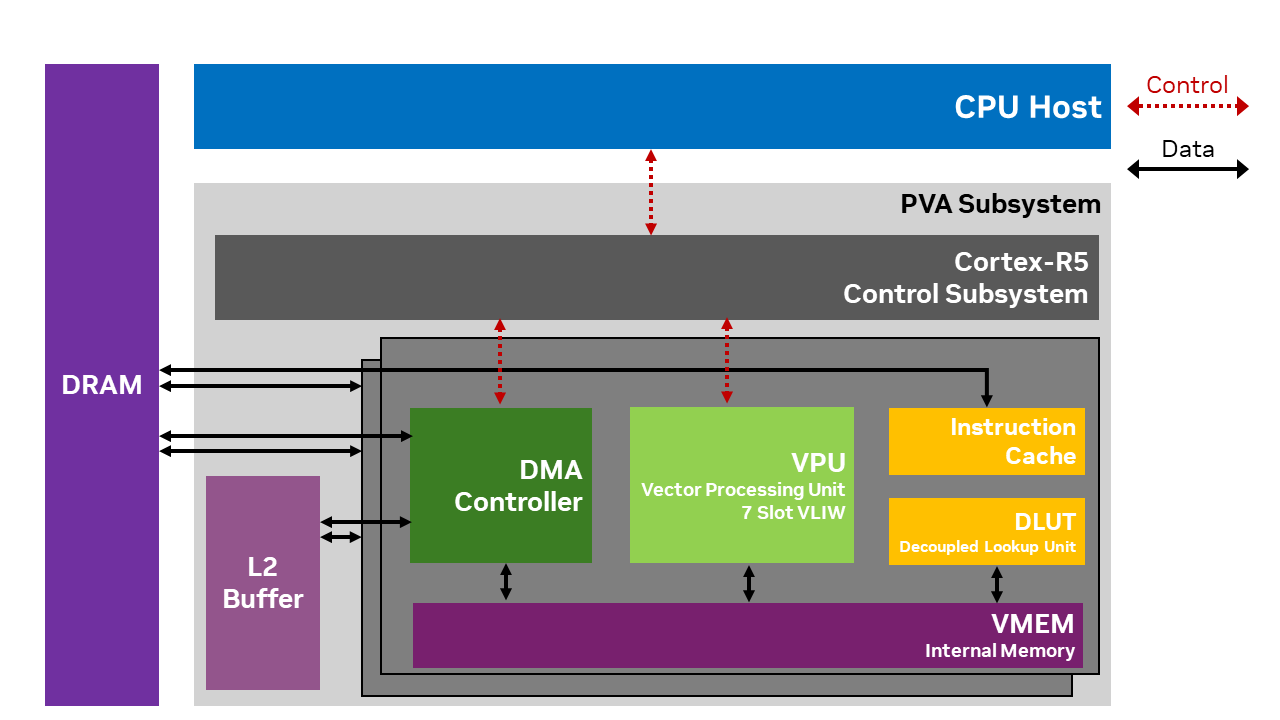 CPU Host
Control
Data
PVA Subsystem
Cortex-R5
Control Subsystem
DRAM
DMA
Controller
VPU
Vector Processing Unit
7 Slot VLIW
Instruction
Cache
DLUT
Decoupled Lookup Unit
L2
Buffer
VMEM
Internal Memory